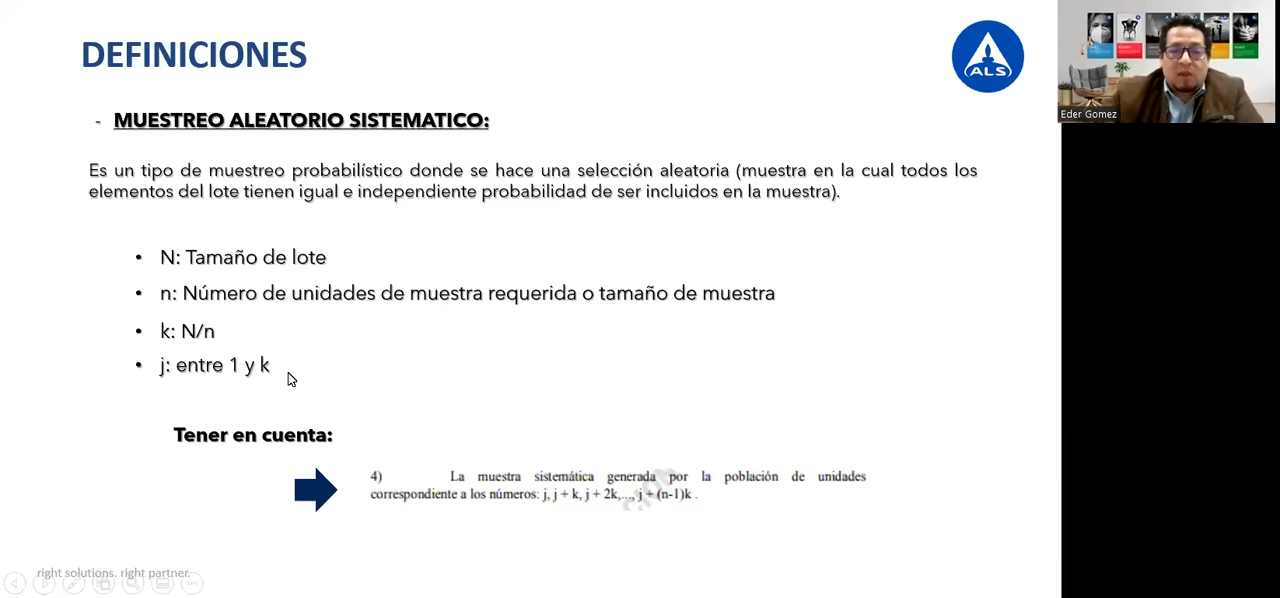 DEFINICIONES
ALS
- MUESTREO ALEATORIO SISTEMATICO:
Es un tipo de muestreo probabilístico donde se hace una selección aleatoria (muestra en la cual todos los
elementos del lote tienen igual e independiente probabilidad de ser incluidos en la muestra).
• N: Tamaño de lote
• n: Número de unidades de muestra requerida o tamaño de muestra
• k: N/n
• j: entre 1 y k
Tener en cuenta:
4) La muestra sistemática generada por la población de unidades
correspondiente a los números: j, j + k, j + 2k,..., j + (n-1)k .
right solutions. right partner.
Eder Gomez